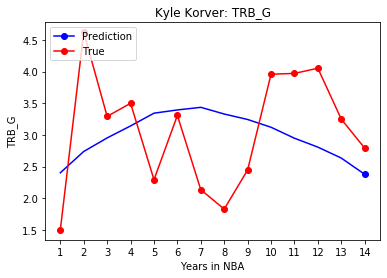 Kyle Korver: TRB_G
Prediction
True
4.5
4.0
3.5
3.0
2.5
2.0
1.5
TRB_G
1 2 3 4 5 6 7 8 9 10 11 12 13 14
Years in NBA